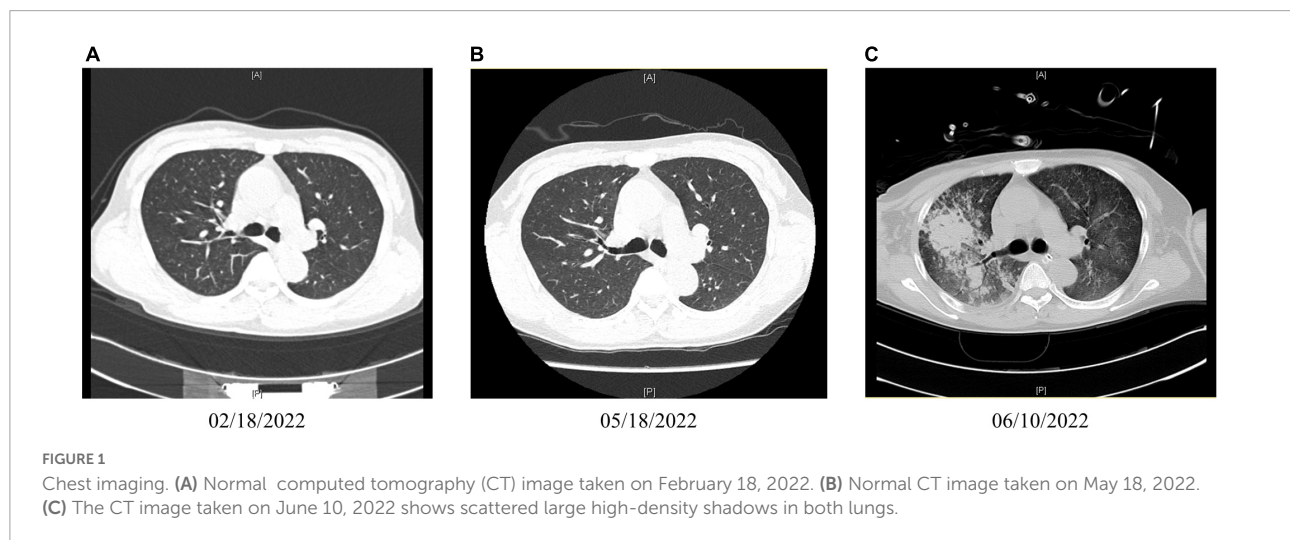 A
B
C
[A]
[A]
[A]
[P]
[P]
[P]
02/18/2022
05/18/2022
06/10/2022
FIGURE 1
Chest imaging. (A) Normal computed tomography (CT) image taken on February 18, 2022. (B) Normal CT image taken on May 18, 2022.
(C) The CT image taken on June 10, 2022 shows scattered large high-density shadows in both lungs.